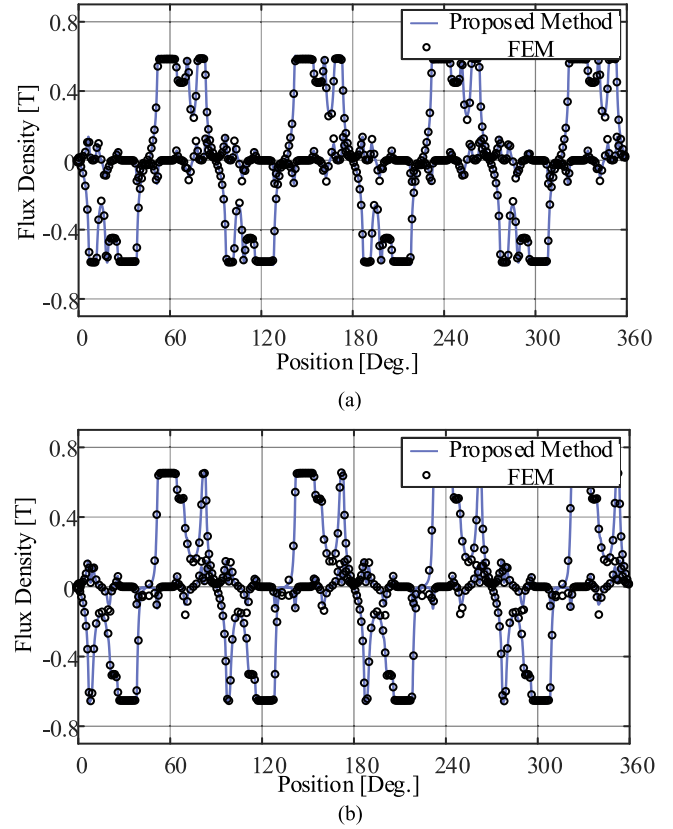 0.8
0.4
0
-0.4
-0.8
Flux Density [T]
Proposed Method
FEM
0 60 120 180 240 300 360
Position [Deg.]
(a)
0.8
0.4
0
-0.4
-0.8
Flux Density [T]
Proposed Method
FEM
0 60 120 180 240 300 360
Position [Deg.]
(b)